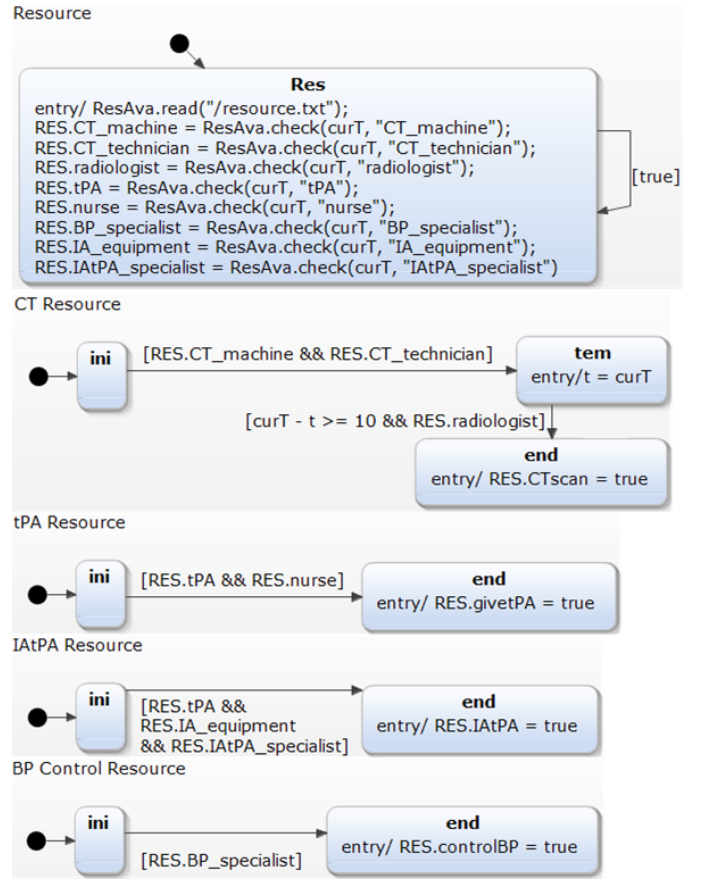 Resource
Res
entry/ ResAva.read("/resource.txt");
RES.CT_machine = ResAva.check(curT, "CT_machine");
RES.CT_technician = ResAva.check(curT, "CT_technician");
RES.radiologist = ResAva.check(curT, "radiologist");
RES.tPA = ResAva.check(curT, "tPA");
RES.nurse = ResAva.check(curT, "nurse");
RES.BP_specialist = ResAva.check(curT, "BP_specialist");
RES.IA_equipment = ResAva.check(curT, "IA_equipment");
RES.IAtPA_specialist = ResAva.check(curT, "IAtPA_specialist")
[true]
CT Resource
ini
[RES.CT_machine && RES.CT_technician]
tem
entry/t = curT
[curT - t >= 10 && RES.radiologist]
end
entry/ RES.CTscan = true
tPA Resource
ini
[RES.tPA && RES.nurse]
end
entry/ RES.givetPA = true
IAtPA Resource
ini
[RES.tPA &&
RES.IA_equipment
&& RES.IAtPA_specialist]
end
entry/ RES.IAtPA = true
BP Control Resource
ini
[RES.BP_specialist]
end
entry/ RES.controlBP = true